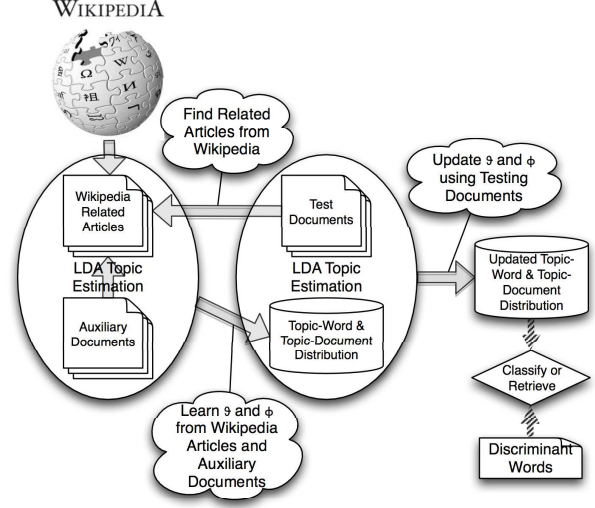 WIKIPEDIA
Ω
W
И
祖
Find Related
Articles from
Wikipedia
Update ϑ and ϕ
using Testing
Documents
Wikipedia
Related
Articles
LDA Topic
Estimation
Auxiliary
Documents
Test
Documents
LDA Topic
Estimation
Topic-Word &
Topic-Document
Distribution
Updated Topic-
Word & Topic-
Document
Distribution
Classify or
Retrieve
Discriminant
Words
Learn ϑ and ϕ
from Wikipedia
Articles and
Auxiliary
Documents